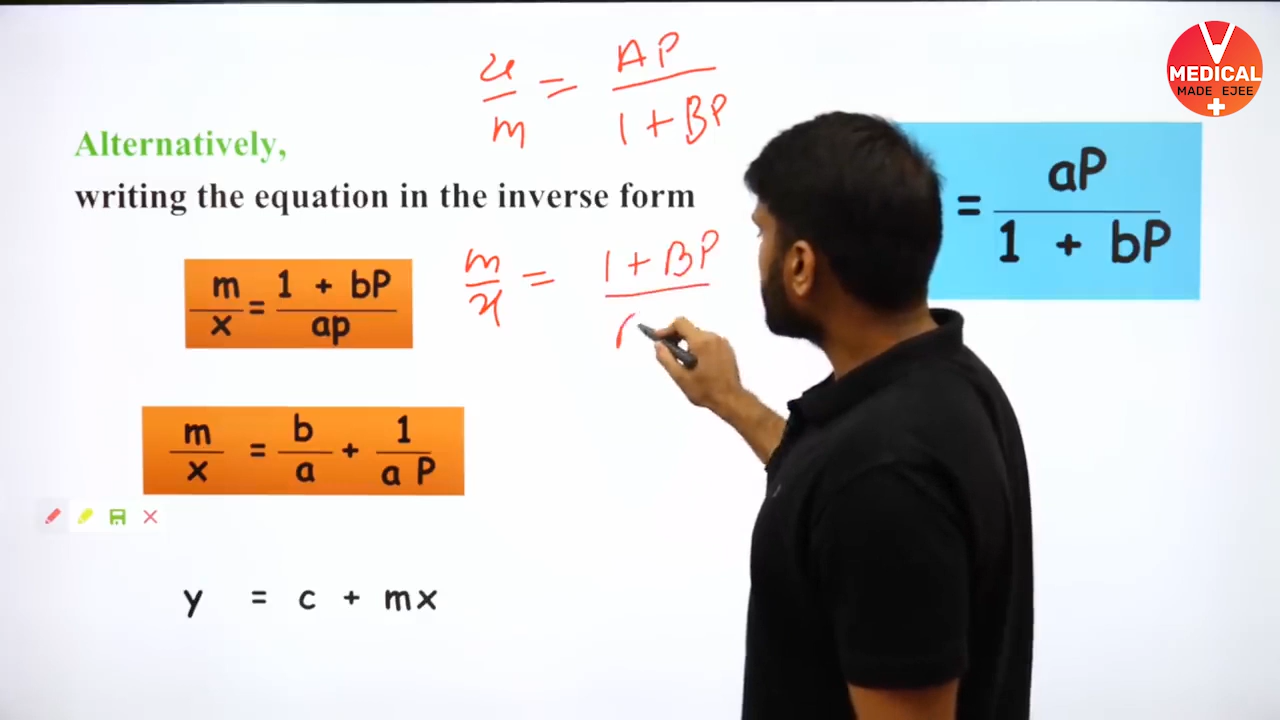 x/m = AP/(1 + BP)
MEDICAL
MADE EJEE
Alternatively,
writing the equation in the inverse form
= aP/(1 + bP)
m/x = (1 + bP)/ap
m/x = (1 + BP)/
m/x = b/a + 1/(a P)
y = c + mx